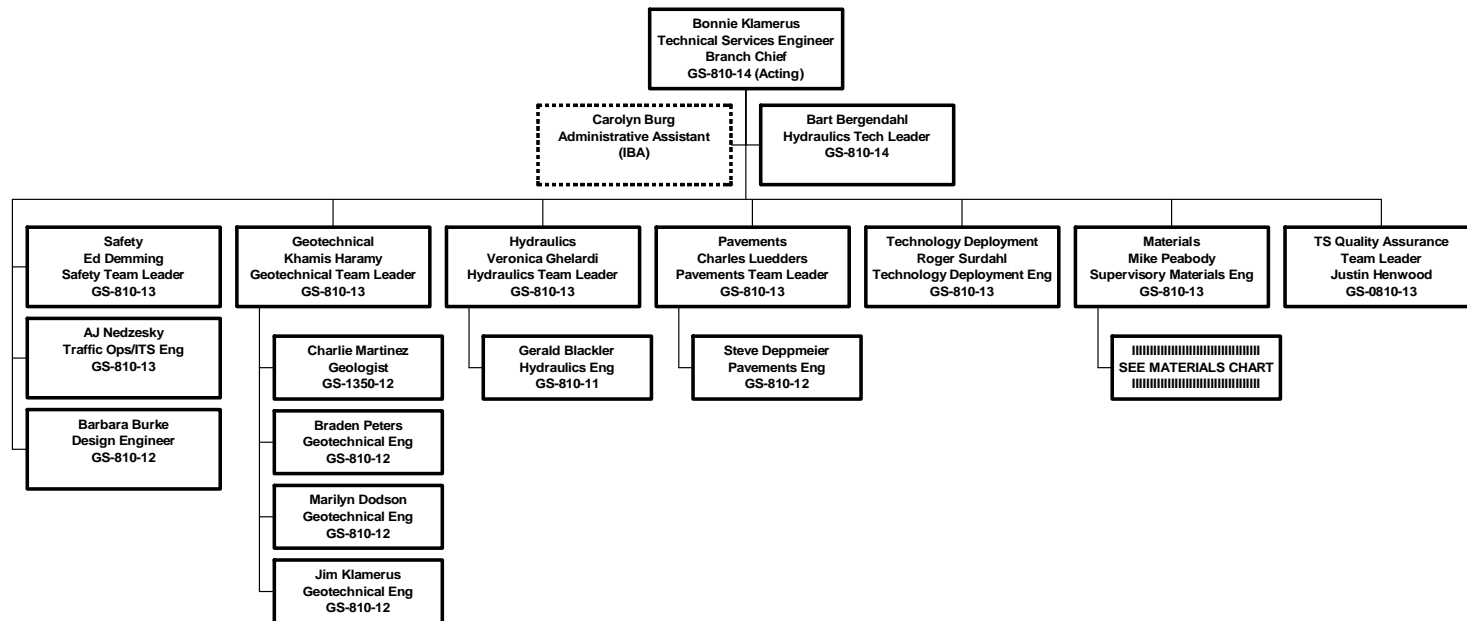 Bonnie Klamerus
Technical Services Engineer
Branch Chief
GS-810-14 (Acting)
Carolyn Burg
Administrative Assistant
(IBA)
Bart Bergendahl
Hydraulics Tech Leader
GS-810-14
Safety
Ed Demming
Safety Team Leader
GS-810-13
Geotechnical
Khamis Haramy
Geotechnical Team Leader
GS-810-13
Hydraulics
Veronica Ghelardi
Hydraulics Team Leader
GS-810-13
Pavements
Charles Luedders
Pavements Team Leader
GS-810-13
Technology Deployment
Roger Surdahl
Technology Deployment Eng
GS-810-13
Materials
Mike Peabody
Supervisory Materials Eng
GS-810-13
TS Quality Assurance
Team Leader
Justin Henwood
GS-0810-13
AJ Nedzesky
Traffic Ops/ITS Eng
GS-810-13
Barbara Burke
Design Engineer
GS-810-12
Charlie Martinez
Geologist
GS-1350-12
Braden Peters
Geotechnical Eng
GS-810-12
Marilyn Dodson
Geotechnical Eng
GS-810-12
Jim Klamerus
Geotechnical Eng
GS-810-12
Gerald Blackler
Hydraulics Eng
GS-810-11
Steve Deppmeier
Pavements Eng
GS-810-12
SEE MATERIALS CHART